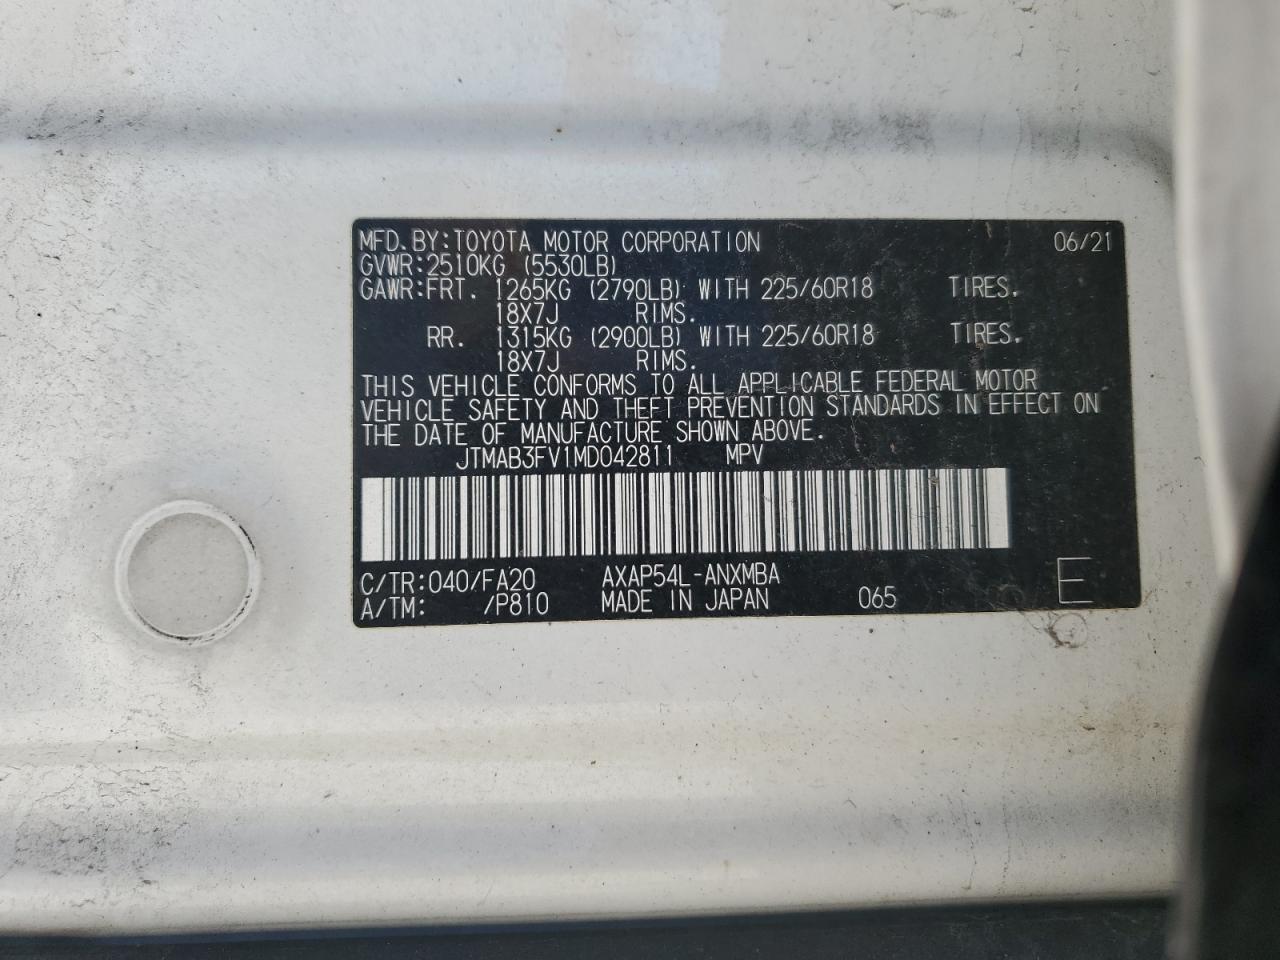 MFD.BY:TOYOTA MOTOR CORPORATION 06/21
GVWR:2510KG (5530LB)
GAWR:FRT. 1265KG (2790LB) WITH 225/60R18 TIRES.
18X7J RIMS.
RR. 1315KG (2900LB) WITH 225/60R18 TIRES.
18X7J RIMS.
THIS VEHICLE CONFORMS TO ALL APPLICABLE FEDERAL MOTOR
VEHICLE SAFETY AND THEFT PREVENTION STANDARDS IN EFFECT ON
THE DATE OF MANUFACTURE SHOWN ABOVE.
JTMAB3FV1MD042811 MPV
C/TR:040/FA20 AXAP54L-ANXMBA E
A/TM: /P810 MADE IN JAPAN 065